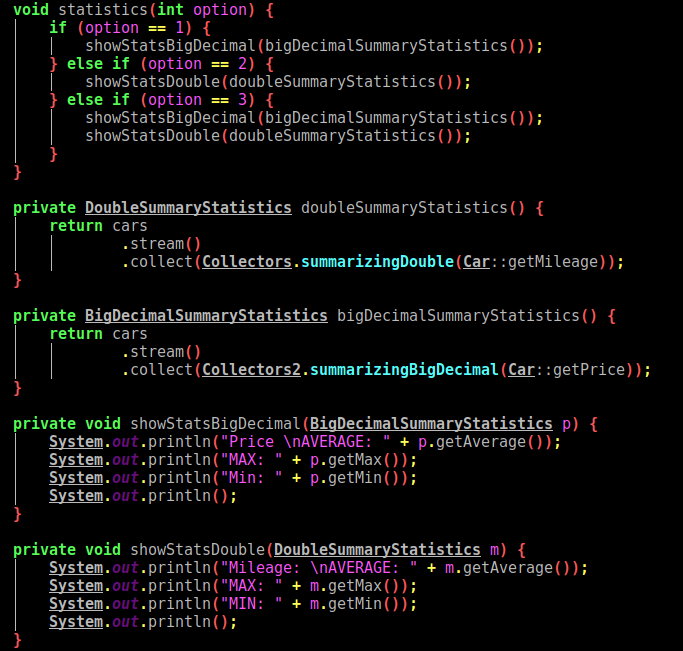 void statistics(int option) {
    if (option == 1) {
        showStatsBigDecimal(bigDecimalSummaryStatistics());
    } else if (option == 2) {
        showStatsDouble(doubleSummaryStatistics());
    } else if (option == 3) {
        showStatsBigDecimal(bigDecimalSummaryStatistics());
        showStatsDouble(doubleSummaryStatistics());
    }
}

private DoubleSummaryStatistics doubleSummaryStatistics() {
    return cars
            .stream()
            .collect(Collectors.summarizingDouble(Car::getMileage));
}

private BigDecimalSummaryStatistics bigDecimalSummaryStatistics() {
    return cars
            .stream()
            .collect(Collectors2.summarizingBigDecimal(Car::getPrice));
}

private void showStatsBigDecimal(BigDecimalSummaryStatistics p) {
    System.out.println("Price \nAVERAGE: " + p.getAverage());
    System.out.println("MAX: " + p.getMax());
    System.out.println("Min: " + p.getMin());
    System.out.println();
}

private void showStatsDouble(DoubleSummaryStatistics m) {
    System.out.println("Mileage: \nAVERAGE: " + m.getAverage());
    System.out.println("MAX: " + m.getMax());
    System.out.println("MIN: " + m.getMin());
    System.out.println();
}